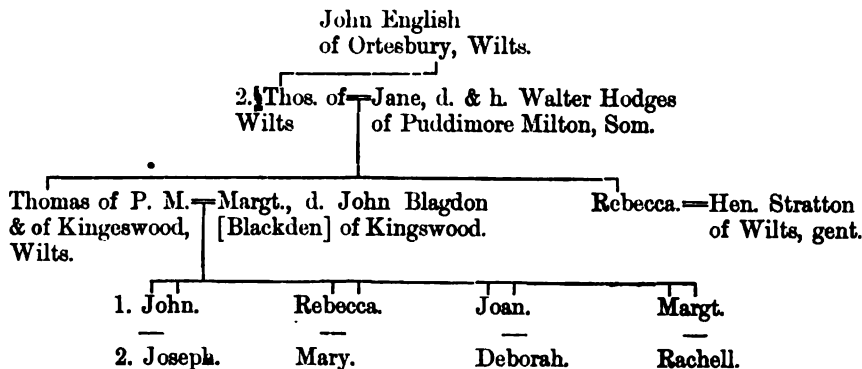 John English
of Ortesbury, Wilts.
2. Thos. of=Jane, d. & h. Walter Hodges
Wilts of Puddimore Milton, Som.
Thomas of P. M.=Margt., d. John Blagdon Rebecca.=Hen. Stratton
& of Kingeswood, [Blackden] of Kingswood. of Wilts, gent.
Wilts.
1. John. Rebecca. Joan. Margt.
2. Joseph. Mary. Deborah. Rachell.